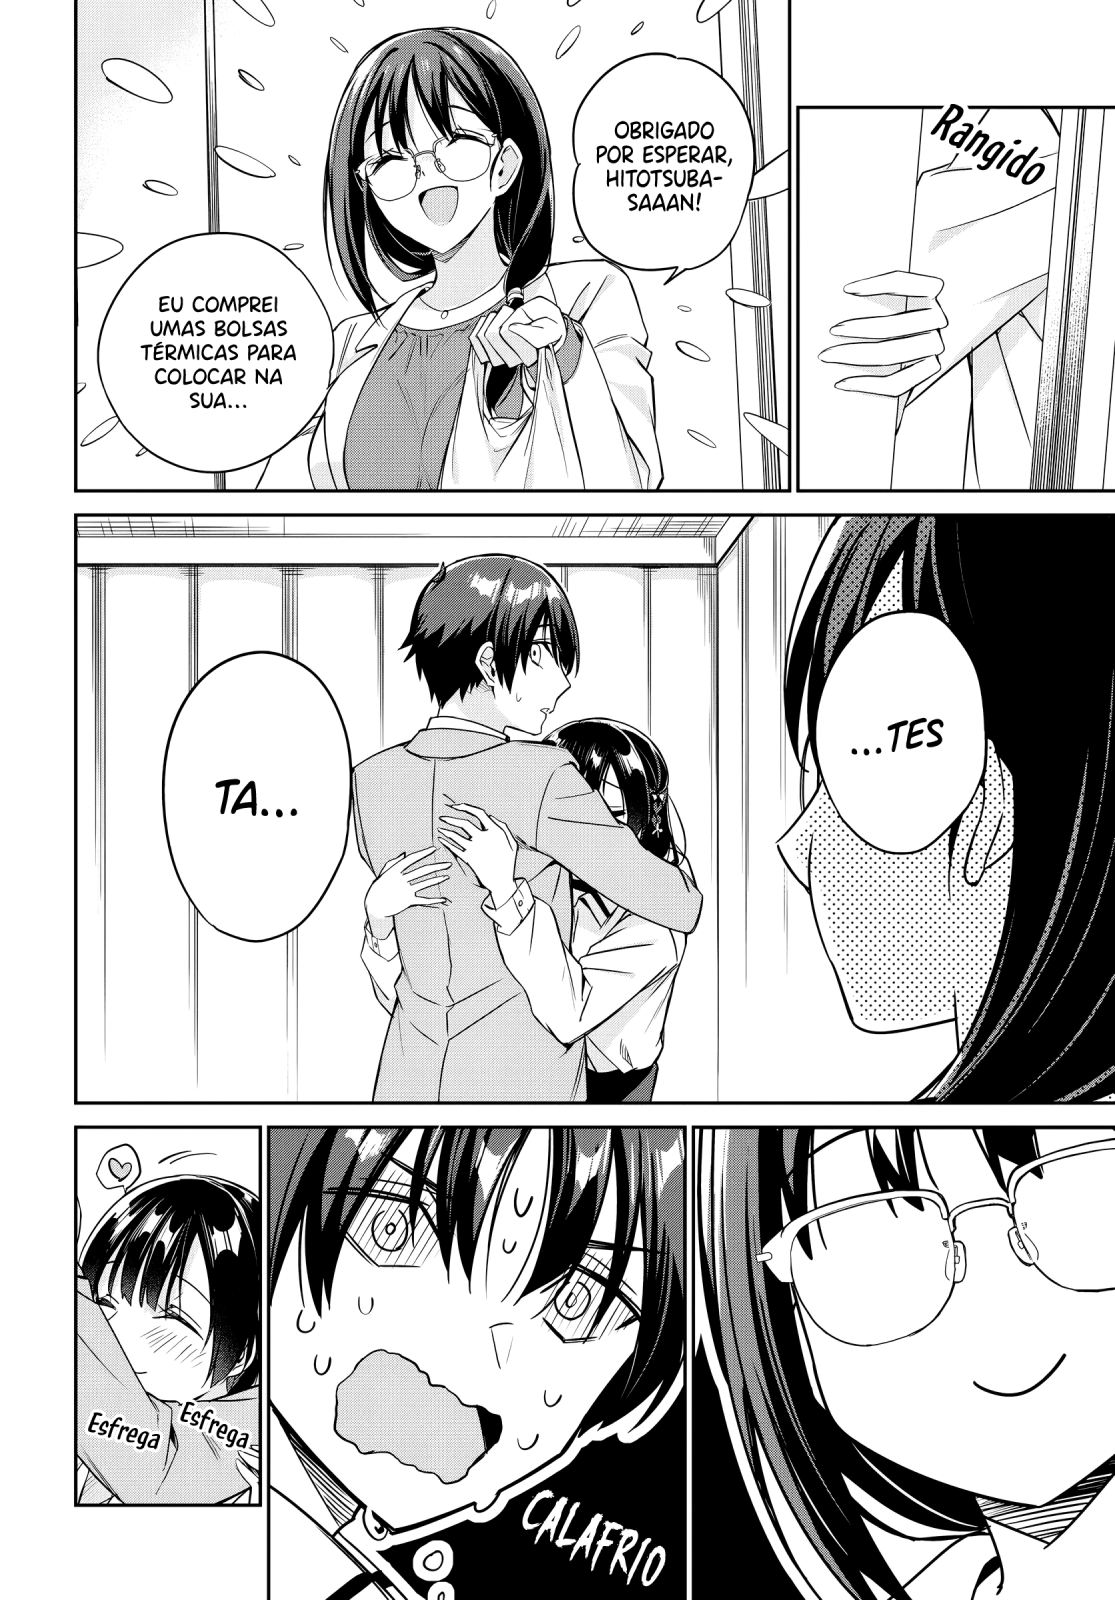 Rangido
OBRIGADO
POR ESPERAR,
HITOTSUBA-
SAAAN!
EU COMPREI
UMAS BOLSAS
TÉRMICAS PARA
COLOCAR NA
SUA...
...TES
TA...
CALAFRIO
Esfrega
Esfrega